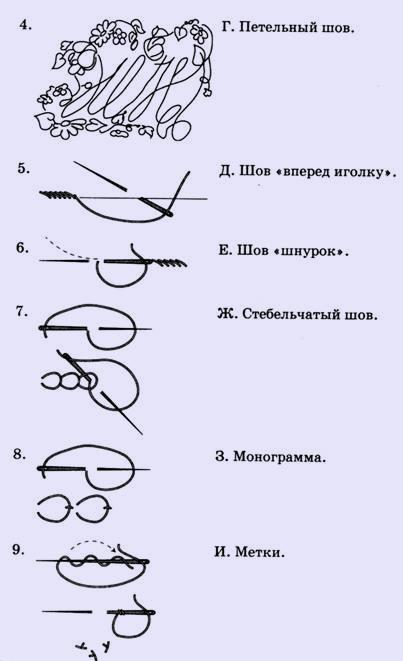 4. Г. Петельный шов.
5. Д. Шов «вперед иголку».
6. Е. Шов «шнурок».
7. Ж. Стебельчатый шов.
8. З. Монограмма.
9. И. Метки.